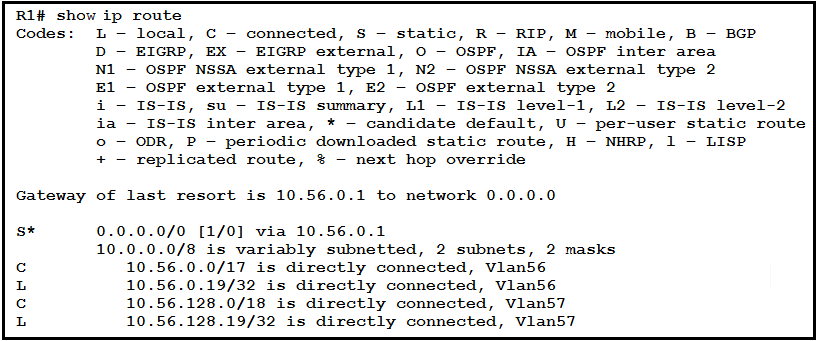 R1# show ip route
Codes: L – local, C – connected, S – static, R – RIP, M – mobile, B – BGP
D – EIGRP, EX – EIGRP external, O – OSPF, IA – OSPF inter area
N1 – OSPF NSSA external type 1, N2 – OSPF NSSA external type 2
E1 – OSPF external type 1, E2 – OSPF external type 2
i – IS-IS, su – IS-IS summary, L1 – IS-IS level-1, L2 – IS-IS level-2
ia – IS-IS inter area, * – candidate default, U – per-user static route
o – ODR, P – periodic downloaded static route, H – NHRP, l – LISP
+ – replicated route, % – next hop override
Gateway of last resort is 10.56.0.1 to network 0.0.0.0
S* 0.0.0.0/0 [1/0] via 10.56.0.1
10.0.0.0/8 is variably subnetted, 2 subnets, 2 masks
C 10.56.0.0/17 is directly connected, Vlan56
L 10.56.0.19/32 is directly connected, Vlan56
C 10.56.128.0/18 is directly connected, Vlan57
L 10.56.128.19/32 is directly connected, Vlan57